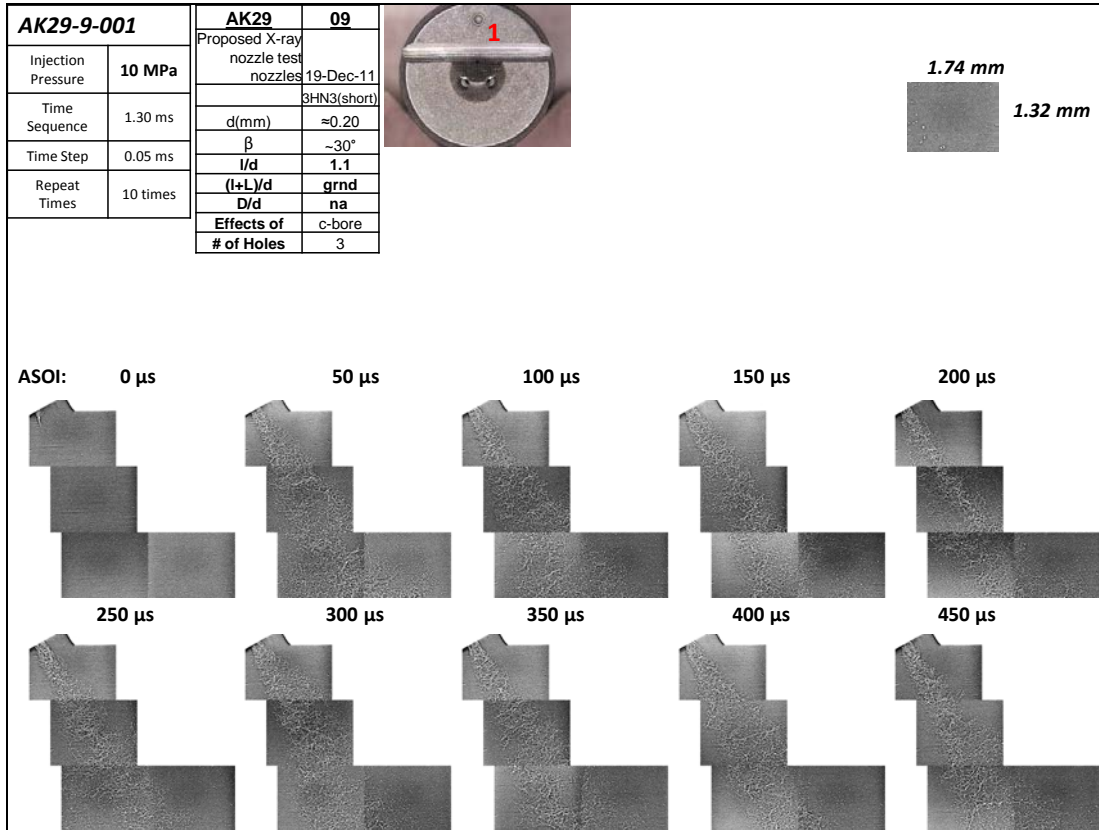 AK29-9-001
Injection Pressure 10 MPa
Time Sequence 1.30 ms
Time Step 0.05 ms
Repeat Times 10 times
AK29 09
Proposed X-ray nozzle test nozzles 19-Dec-11
3HN3(short)
d(mm) ≈0.20
β ~30°
l/d 1.1
(l+L)/d grnd
D/d na
Effects of c-bore
# of Holes 3
1
1.74 mm
1.32 mm
ASOI: 0 µs 50 µs 100 µs 150 µs 200 µs
250 µs 300 µs 350 µs 400 µs 450 µs